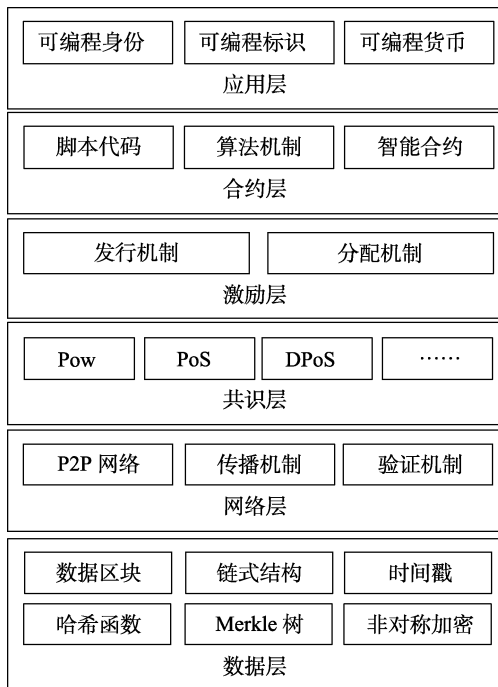 可编程身份 可编程标识 可编程货币
应用层
脚本代码 算法机制 智能合约
合约层
发行机制 分配机制
激励层
Pow PoS DPoS ……
共识层
P2P 网络 传播机制 验证机制
网络层
数据区块 链式结构 时间戳
哈希函数 Merkle 树 非对称加密
数据层